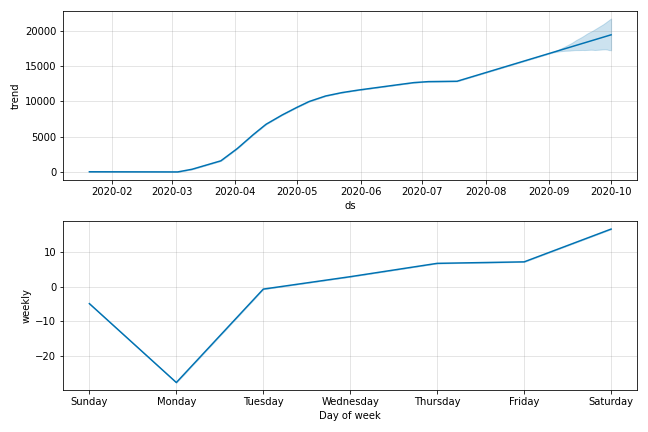 20000
15000
10000
5000
0
trend
2020-02 2020-03 2020-04 2020-05 2020-06 2020-07 2020-08 2020-09 2020-10
ds
10
0
−10
−20
weekly
Sunday Monday Tuesday Wednesday Thursday Friday Saturday
Day of week